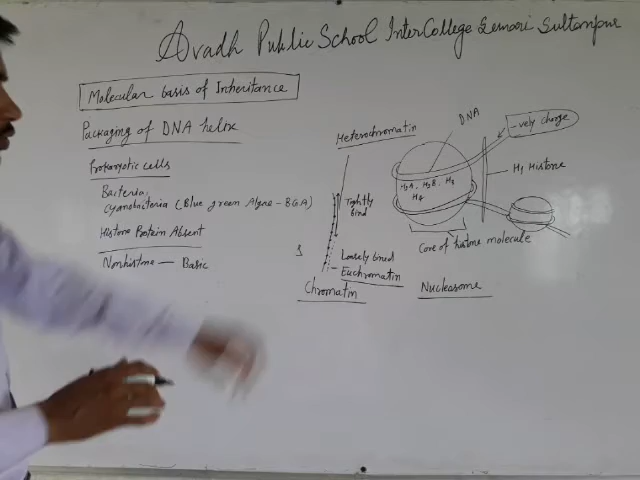 Avadh Public School InterCollege Semari Sultanpur
Molecular basis of Inheritance
Packaging of DNA helix
Prokaryotic cells
Bacteria,
Cyanobacteria (Blue green Algae - BGA)
Histone Protein Absent
Nonhistone — Basic
Heterochromatin
Tightly
bind
Loosely bind
Euchromatin
Chromatin
DNA
-vely charge
H2A, H2B, H3
H4
H1 Histone
Core of histone molecule
Nucleosome